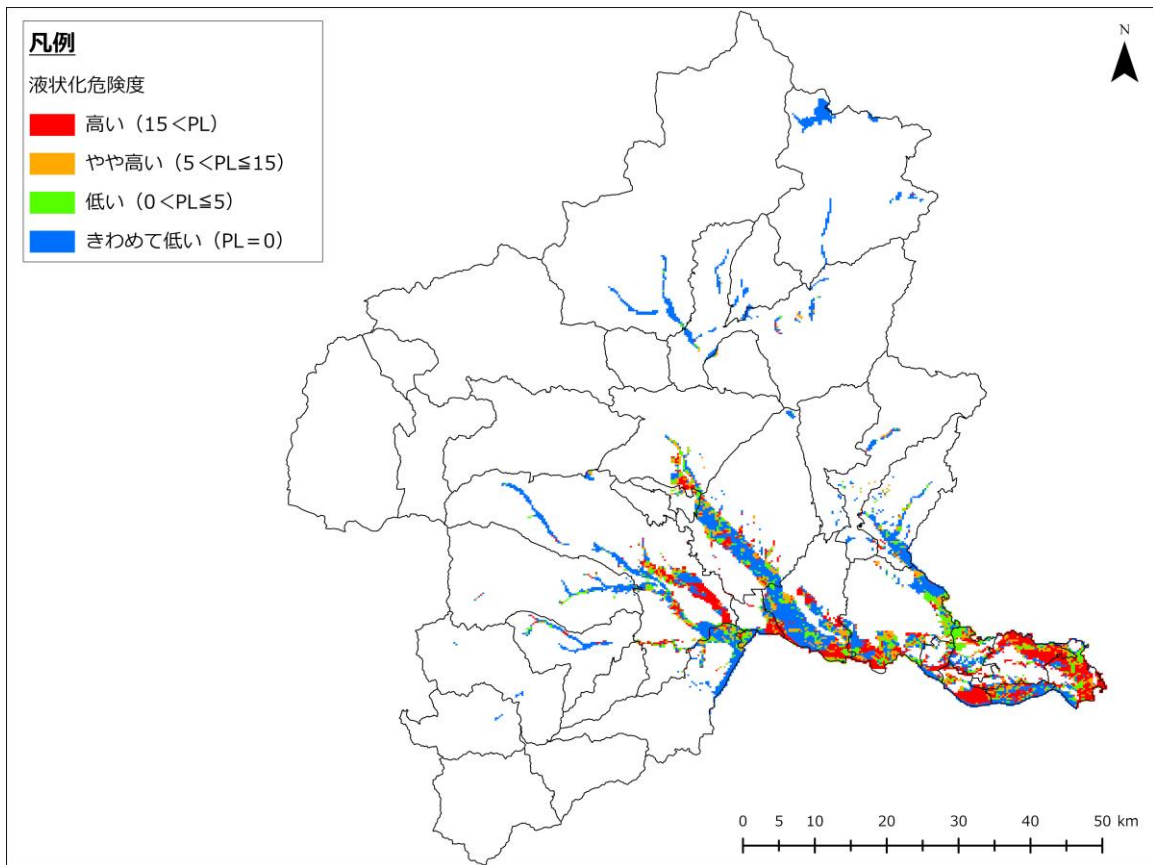 凡例
液状化危険度
高い（15＜PL）
やや高い（5＜PL≦15）
低い（0＜PL≦5）
きわめて低い（PL＝0）
N
0 5 10 20 30 40 50 km